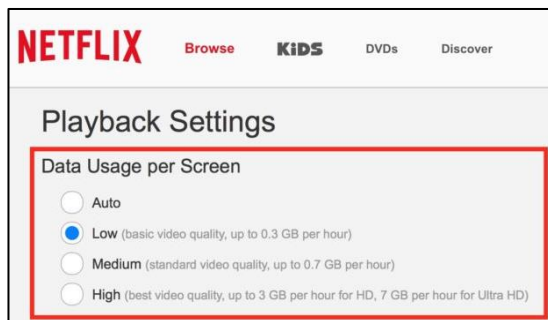 NETFLIX Browse KiDS DVDs Discover
Playback Settings
Data Usage per Screen
Auto
Low (basic video quality, up to 0.3 GB per hour)
Medium (standard video quality, up to 0.7 GB per hour)
High (best video quality, up to 3 GB per hour for HD, 7 GB per hour for Ultra HD)